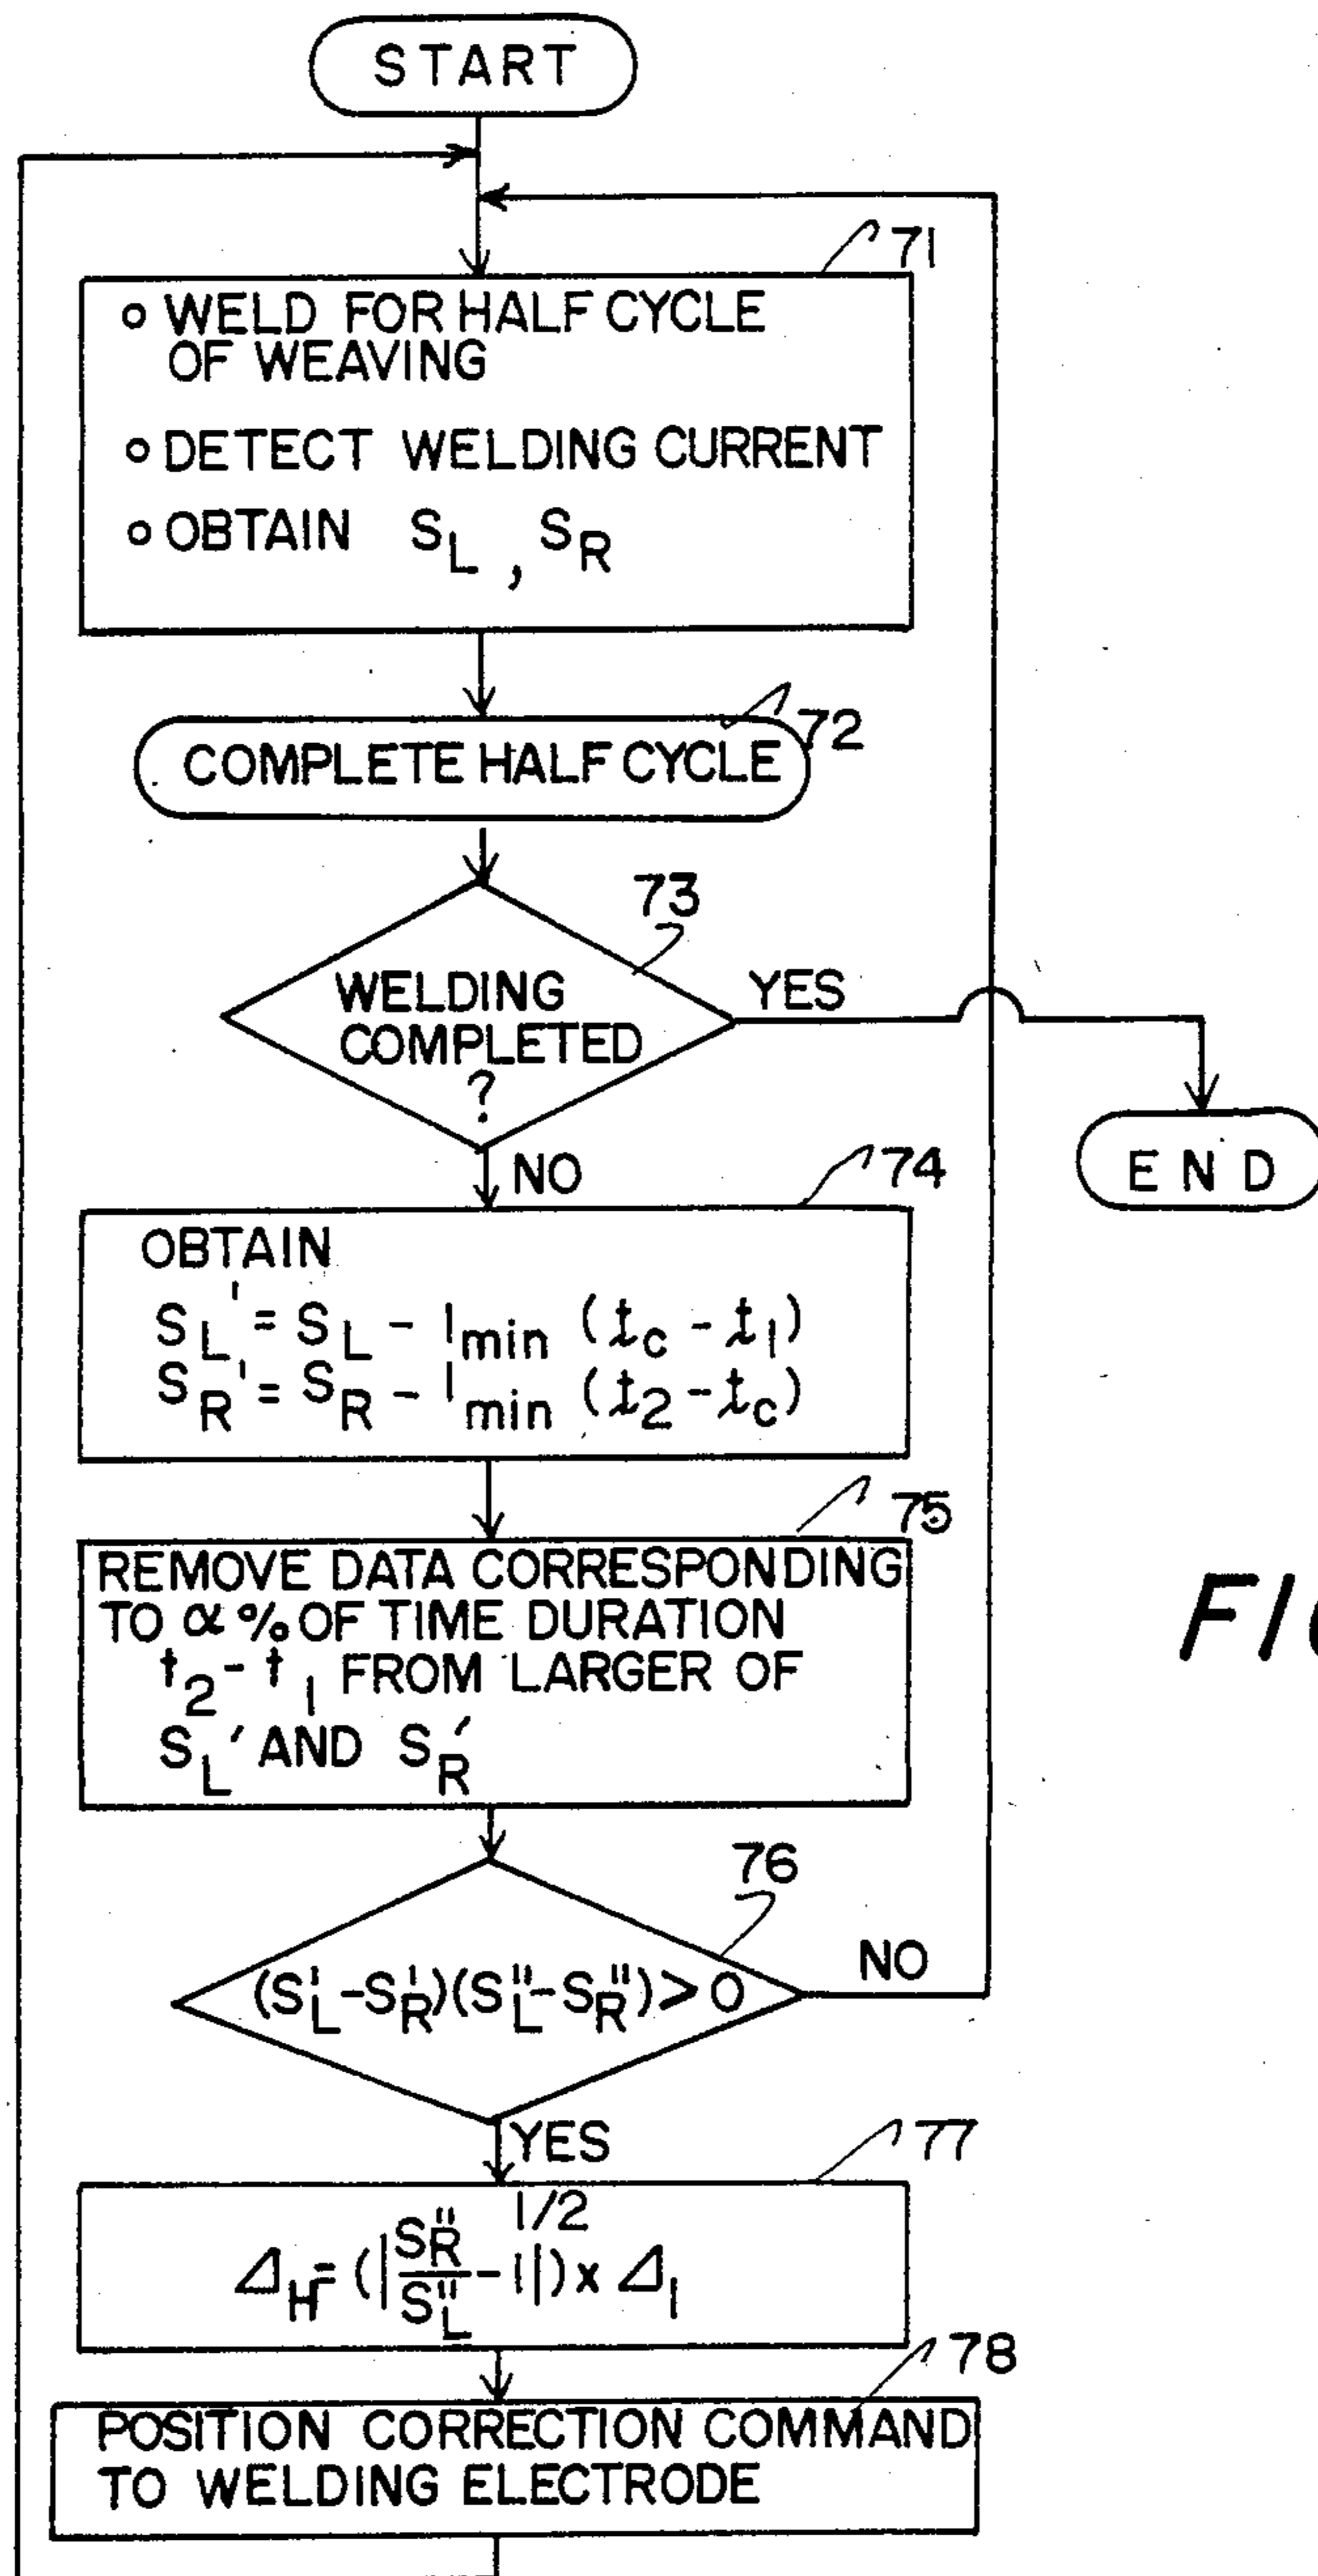 START
71
o WELD FOR HALF CYCLE
OF WEAVING
o DETECT WELDING CURRENT
o OBTAIN S_L , S_R
72
COMPLETE HALF CYCLE
73
WELDING
COMPLETED
?
YES
NO
END
74
OBTAIN
S_L' = S_L - I_min (t_c - t_1)
S_R' = S_R - I_min (t_2 - t_c)
75
REMOVE DATA CORRESPONDING
TO α % OF TIME DURATION
t_2 - t_1 FROM LARGER OF
S_L' AND S_R'
76
(S_L' - S_R')(S_L'' - S_R'') > 0
NO
YES
77
Δ_H = (|S_R''/S_L'' - 1|)^1/2 x Δ_1
78
POSITION CORRECTION COMMAND
TO WELDING ELECTRODE